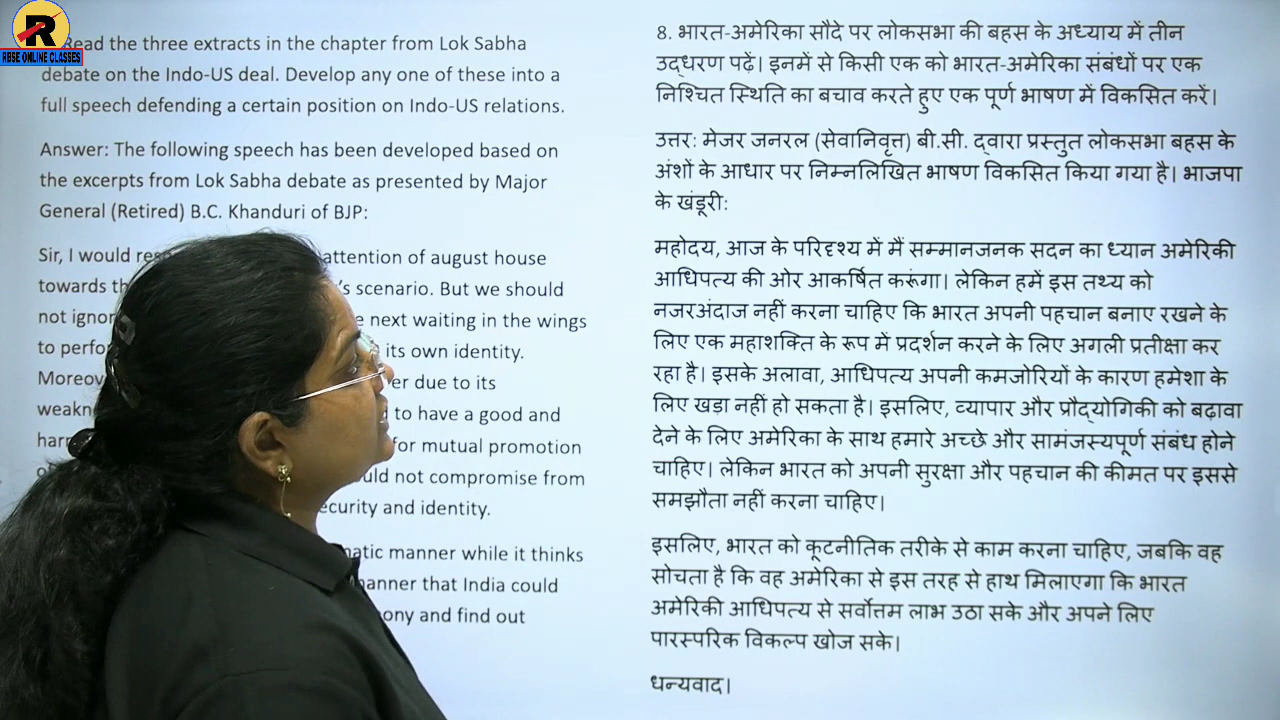 R
RBSE ONLINE CLASSES
Read the three extracts in the chapter from Lok Sabha
debate on the Indo-US deal. Develop any one of these into a
full speech defending a certain position on Indo-US relations.
Answer: The following speech has been developed based on
the excerpts from Lok Sabha debate as presented by Major
General (Retired) B.C. Khanduri of BJP:
Sir, I would attention of august house
towards 's scenario. But we should
not next waiting in the wings
to its own identity.
due to its
to have a good and
for mutual promotion
not compromise from
and identity.
manner while it thinks
manner that India could
and find out
8. भारत-अमेरिका सौदे पर लोकसभा की बहस के अध्याय में तीन
उद्धरण पढ़े। इनमें से किसी एक को भारत-अमेरिका संबंधों पर एक
निश्चित स्थिति का बचाव करते हुए एक पूर्ण भाषण में विकसित करें।
उत्तर: मेजर जनरल (सेवानिवृत्त) बी.सी. द्वारा प्रस्तुत लोकसभा बहस के
अंशों के आधार पर निम्नलिखित भाषण विकसित किया गया है। भाजपा
के खंडूरी:
महोदय, आज के परिदृश्य में मैं सम्मानजनक सदन का ध्यान अमेरिकी
आधिपत्य की ओर आकर्षित करूंगा। लेकिन हमें इस तथ्य को
नजरअंदाज नहीं करना चाहिए कि भारत अपनी पहचान बनाए रखने के
लिए एक महाशक्ति के रूप में प्रदर्शन करने के लिए अगली प्रतीक्षा कर
रहा है। इसके अलावा, आधिपत्य अपनी कमजोरियों के कारण हमेशा के
लिए खड़ा नहीं हो सकता है। इसलिए, व्यापार और प्रौद्योगिकी को बढ़ावा
देने के लिए अमेरिका के साथ हमारे अच्छे और सामंजस्यपूर्ण संबंध होने
चाहिए। लेकिन भारत को अपनी सुरक्षा और पहचान की कीमत पर इससे
समझौता नहीं करना चाहिए।
इसलिए, भारत को कूटनीतिक तरीके से काम करना चाहिए, जबकि वह
सोचता है कि वह अमेरिका से इस तरह से हाथ मिलाएगा कि भारत
अमेरिकी आधिपत्य से सर्वोत्तम लाभ उठा सके और अपने लिए
पारस्परिक विकल्प खोज सके।
धन्यवाद।